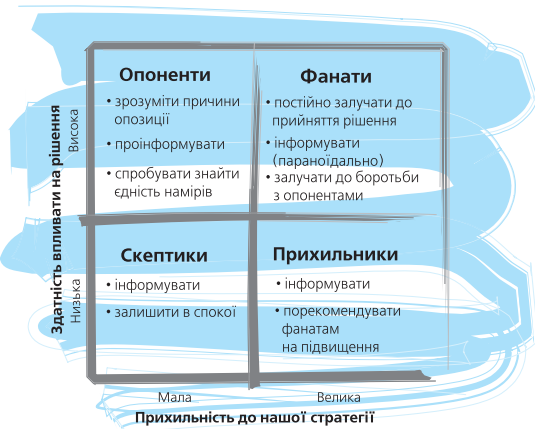 Опоненти
• зрозуміти причини
опозиції
• проінформувати
• спробувати знайти
єдність намірів
Фанати
• постійно залучати до
прийняття рішення
• інформувати
(параноїдально)
• залучати до боротьби
з опонентами
Скептики
• інформувати
• залишити в спокої
Прихильники
• інформувати
• порекомендувати
фанатам
на підвищення
Здатність впливати на рішення
Висока
Низька
Мала
Велика
Прихильність до нашої стратегії